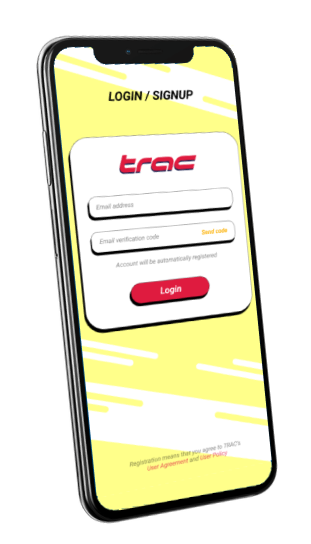 LOGIN / SIGNUP
trac
Email address
Email verification code Send code
Account will be automatically registered
Login
Registration means that you agree to TRAC's
User Agreement and User Policy